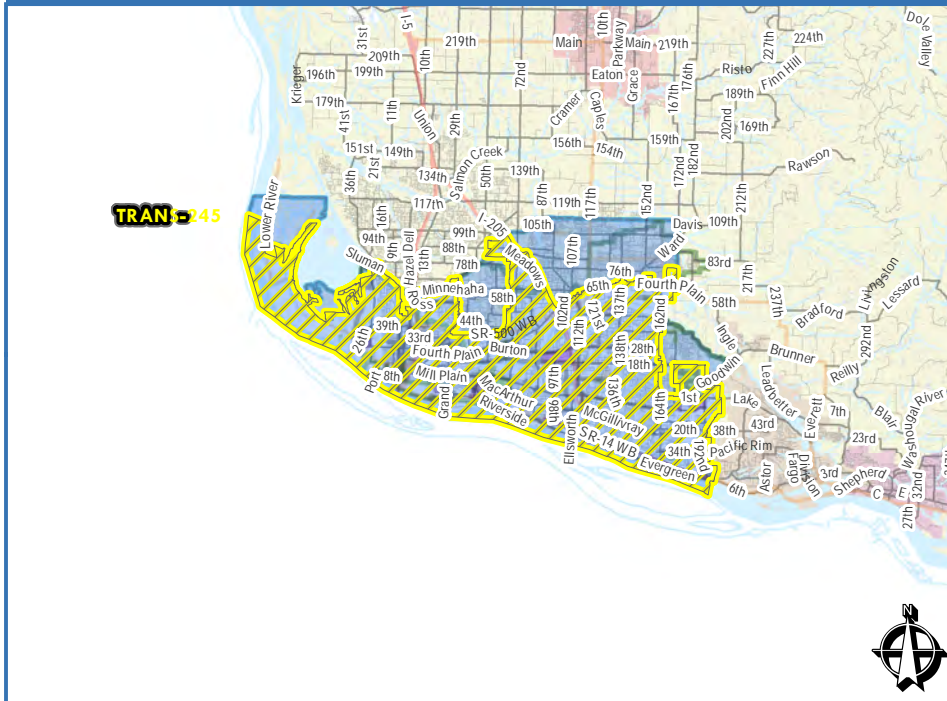 I-5
31st
219th
10th
10th
Main
Parkway
Main
219th
227th
224th
Dole Valley
209th
199th
196th
Krieger
72nd
Eaton
Grace
176th
Risto
Finn Hill
179th
41st
11th
Union
29th
Cramer
Caples
167th
189th
202nd
169th
151st
21st
149th
Salmon Creek
156th
154th
159th
172nd
182nd
Rawson
36th
134th
50th
139th
87th
119th
117th
152nd
212th
Lower River
16th
117th
I-205
105th
Davis
109th
TRANS-245
94th
9th
Hazel Dell
13th
99th
88th
78th
Meadows
107th
Ward
83rd
Sluman
Ross
Minnehaha
58th
65th
76th
137th
Fourth Plain
58th
217th
237th
Livingston
Lessard
Bradford
292nd
26th
39th
33rd
44th
SR-500 WB
102nd
112th
121st
162nd
Ingle
Fourth Plain
Burton
138th
28th
18th
Goodwin
Brunner
Reilly
Port
8th
Mill Plain
MacArthur
97th
136th
Leadbetter
Grand
Riverside
98th
McGillivray
164th
1st
Lake
Everett
7th
Blair
Washougal River
Ellsworth
SR-14 WB
20th
38th
43rd
23rd
34th
192nd
Pacific Rim
Evergreen
6th
Astor
Fargo
Division
3rd
Shepherd
C
E
32nd
27th
N